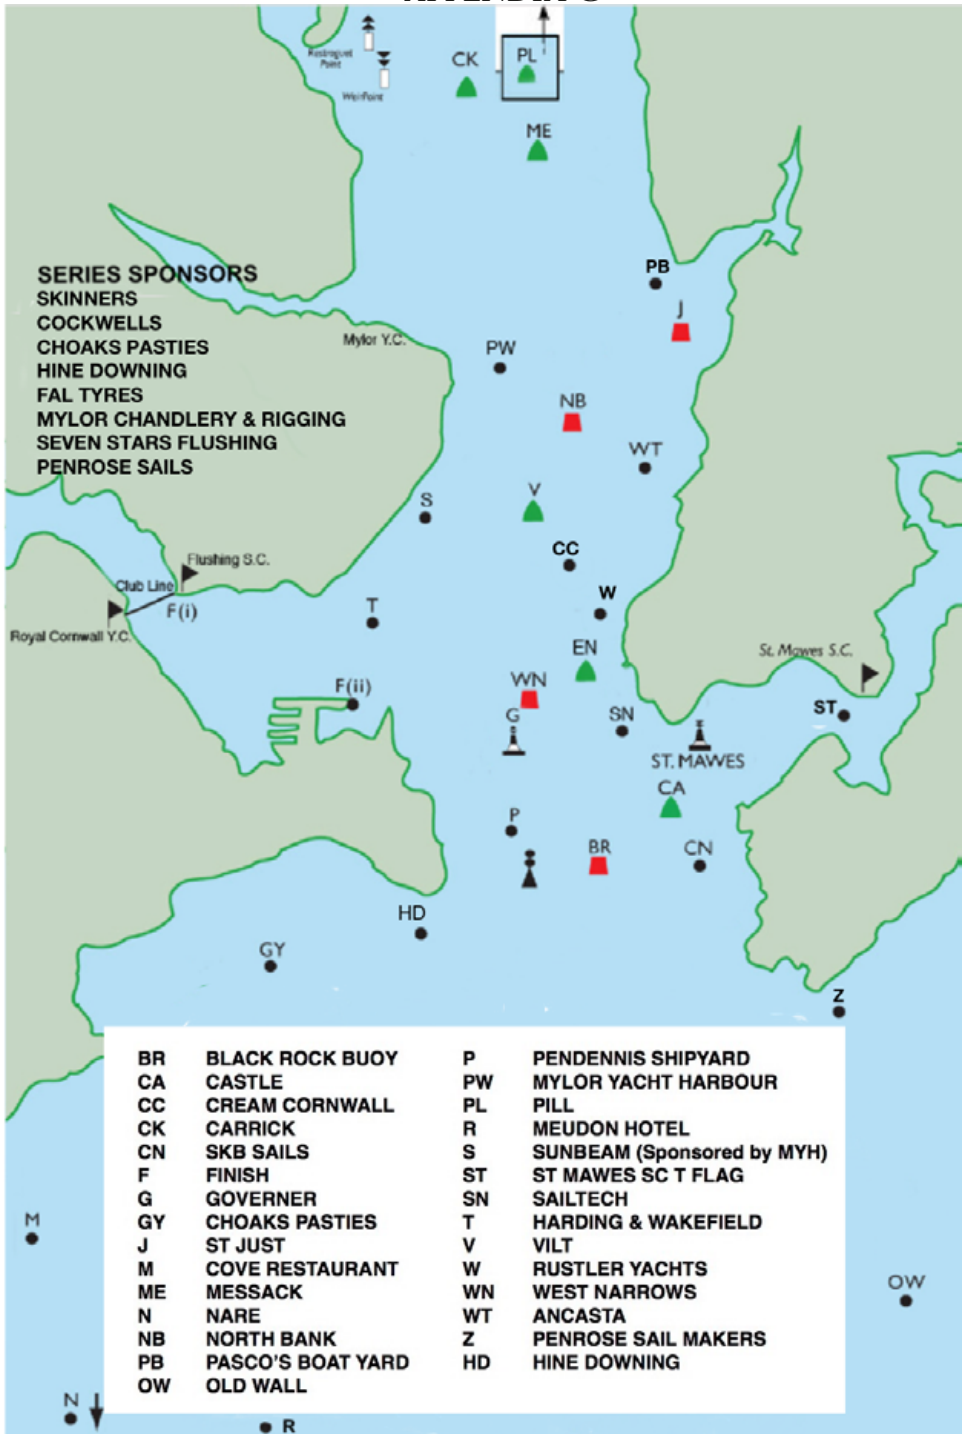 CK
PL
Restroguet
Point
Weir Point
ME
PB
SERIES SPONSORS
SKINNERS
COCKWELLS
CHOAKS PASTIES
HINE DOWNING
FAL TYRES
MYLOR CHANDLERY & RIGGING
SEVEN STARS FLUSHING
PENROSE SAILS
J
Mylor Y.C.
PW
NB
WT
S
V
CC
Flushing S.C.
Club Line
F(i)
Royal Cornwall Y.C.
W
T
EN
St. Mawes S.C.
WN
F(ii)
G
SN
ST
ST. MAWES
CA
P
BR
CN
HD
GY
Z
BR BLACK ROCK BUOY
CA CASTLE
CC CREAM CORNWALL
CK CARRICK
CN SKB SAILS
F FINISH
G GOVERNER
GY CHOAKS PASTIES
J ST JUST
M COVE RESTAURANT
ME MESSACK
N NARE
NB NORTH BANK
PB PASCO'S BOAT YARD
OW OLD WALL
P PENDENNIS SHIPYARD
PW MYLOR YACHT HARBOUR
PL PILL
R MEUDON HOTEL
S SUNBEAM (Sponsored by MYH)
ST ST MAWES SC T FLAG
SN SAILTECH
T HARDING & WAKEFIELD
V VILT
W RUSTLER YACHTS
WN WEST NARROWS
WT ANCASTA
Z PENROSE SAIL MAKERS
HD HINE DOWNING
M
OW
N
R